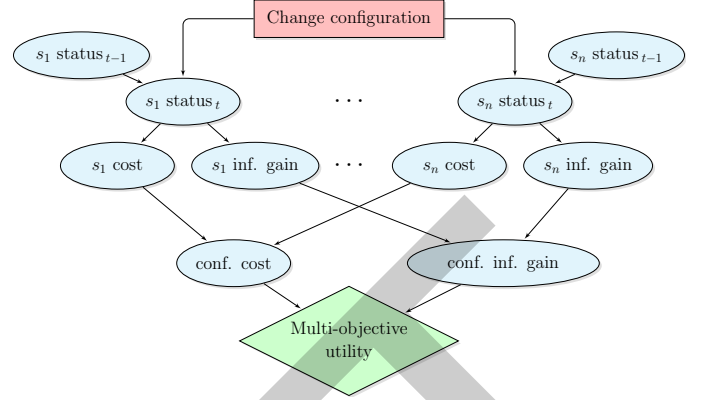 Change configuration
s₁ status ₜ₋₁
sₙ status ₜ₋₁
s₁ status ₜ
...
sₙ status ₜ
s₁ cost
s₁ inf. gain
...
sₙ cost
sₙ inf. gain
conf. cost
conf. inf. gain
Multi-objective
utility